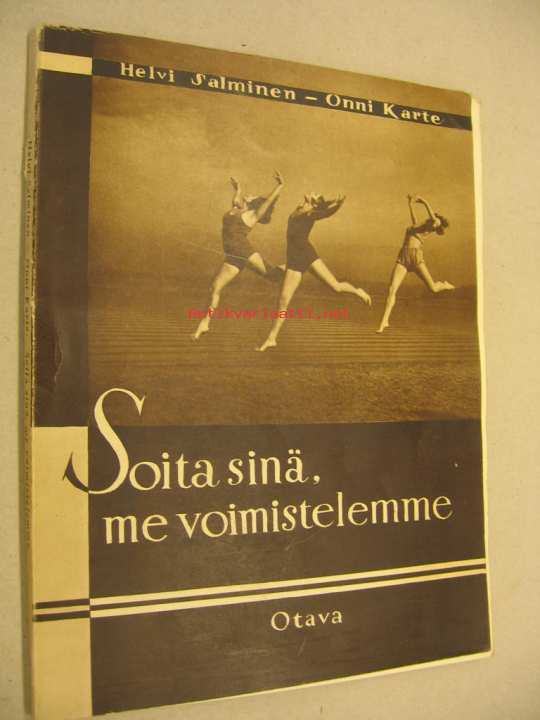 Helvi Salminen – Onni Karte
antikvariaatti.net
Soita sinä,
me voimistelemme
Otava